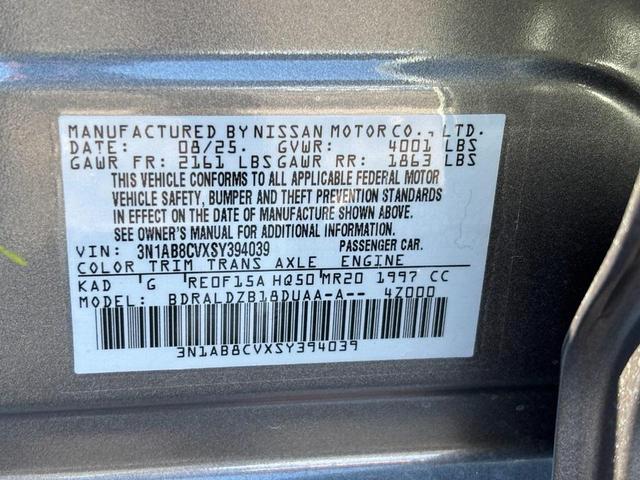 MANUFACTURED BY NISSAN MOTOR CO., LTD.
DATE: 08/25. GVWR: 4001 LBS
GAWR FR: 2161 LBS GAWR RR: 1863 LBS
THIS VEHICLE CONFORMS TO ALL APPLICABLE FEDERAL MOTOR
VEHICLE SAFETY, BUMPER AND THEFT PREVENTION STANDARDS
IN EFFECT ON THE DATE OF MANUFACTURE SHOWN ABOVE.
SEE OWNER'S MANUAL FOR ADDITIONAL INFORMATION.
VIN: 3N1AB8CVXSY394039 PASSENGER CAR.
COLOR TRIM TRANS AXLE ENGINE
KAD G RE0F15A HQ50 MR20 1997 CC
MODEL: BDRALDZB18DUAA-A-- 4Z000
3N1AB8CVXSY394039